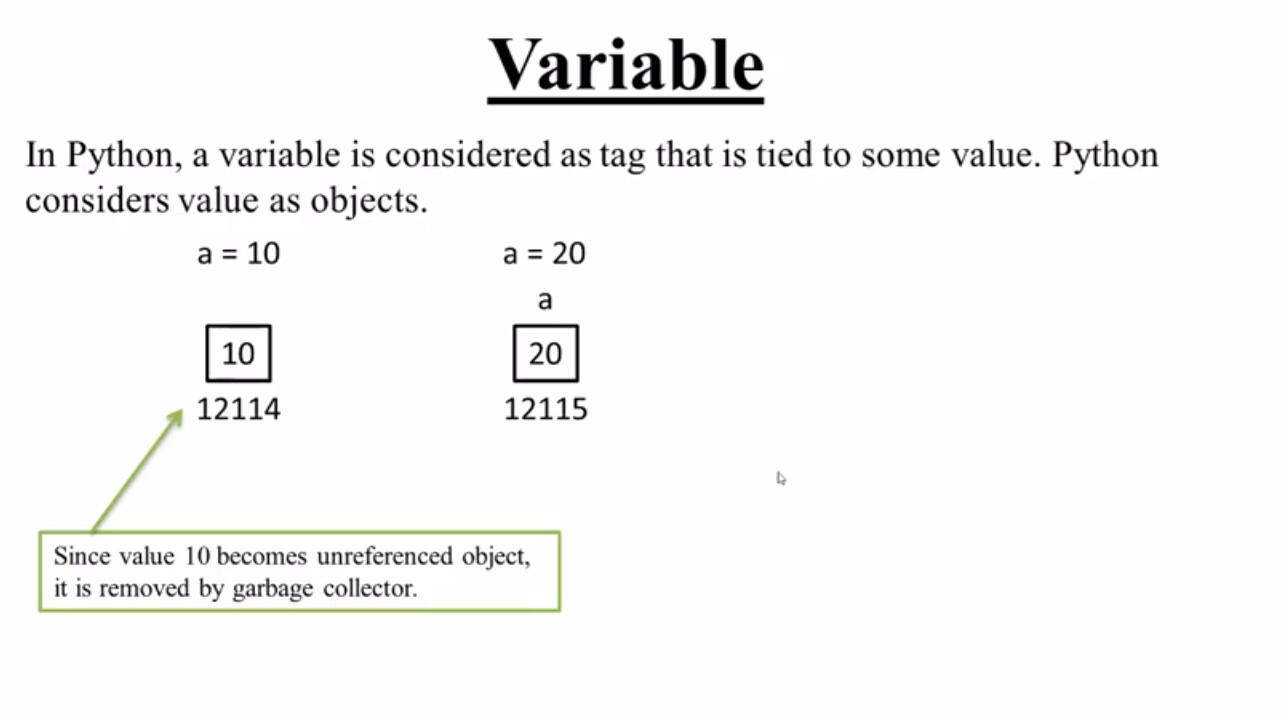 Variable
In Python, a variable is considered as tag that is tied to some value. Python
considers value as objects.
a = 10
a = 20
a
10
20
12114
12115
Since value 10 becomes unreferenced object,
it is removed by garbage collector.